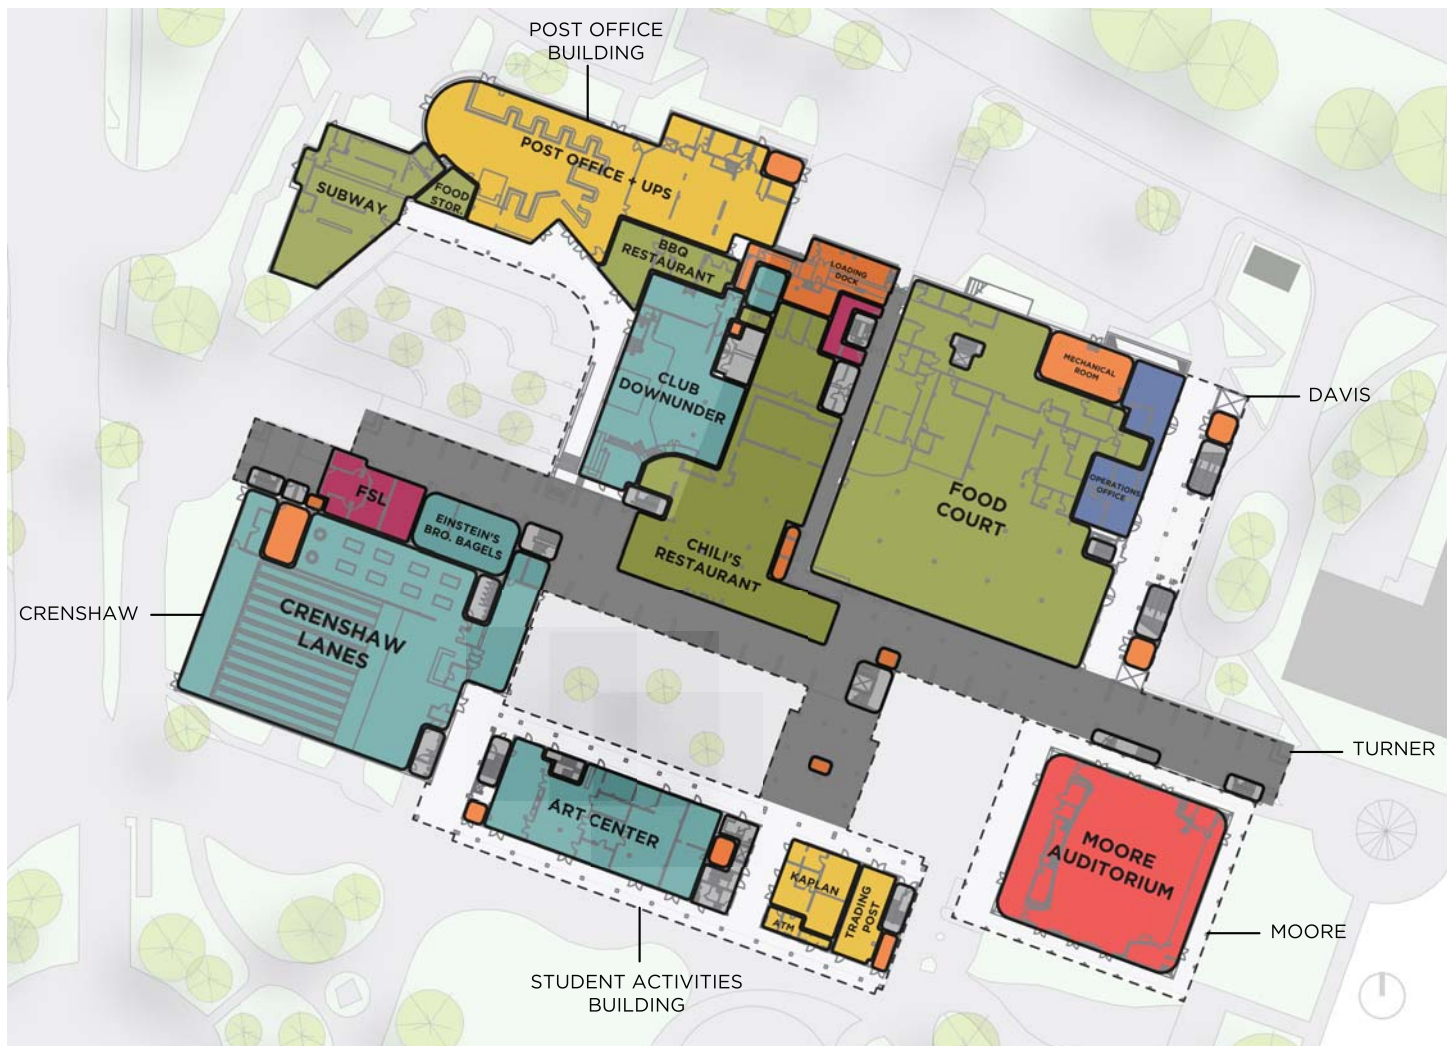 POST OFFICE
BUILDING
POST OFFICE + UPS
SUBWAY
FOOD
STOR.
BBQ
RESTAURANT
LOADING
DOCK
CLUB
DOWNUNDER
MECHANICAL
ROOM
DAVIS
OPERATIONS
OFFICE
FOOD
COURT
FSL
EINSTEIN'S
BRO. BAGELS
CHILI'S
RESTAURANT
CRENSHAW
CRENSHAW
LANES
TURNER
ART CENTER
MOORE
AUDITORIUM
KAPLAN
TRADING
POST
ATM
MOORE
STUDENT ACTIVITIES
BUILDING